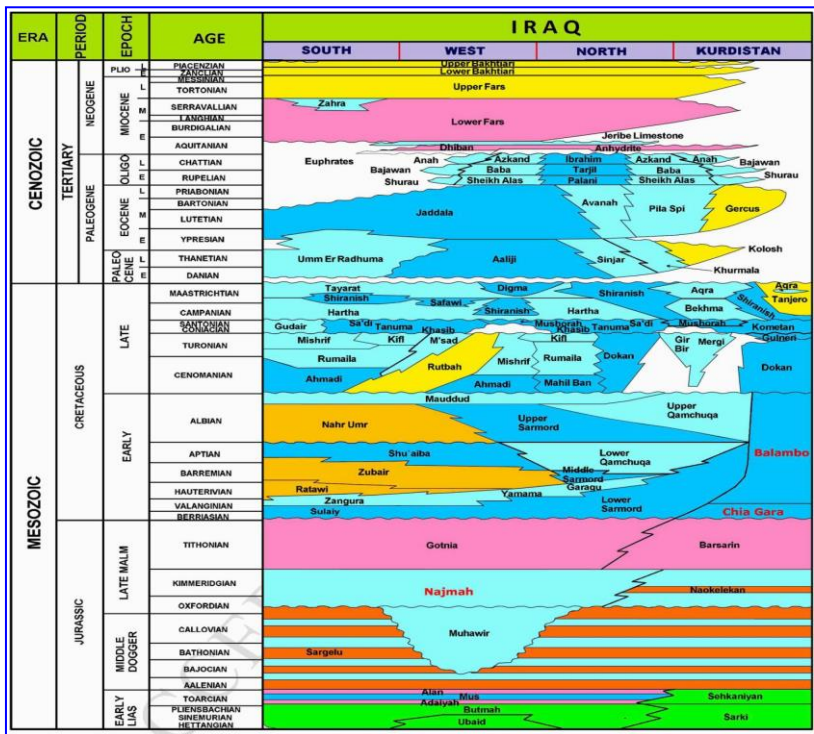 ERA PERIOD EPOCH AGE IRAQ
SOUTH WEST NORTH KURDISTAN
CENOZOIC
TERTIARY
NEOGENE
PALEOGENE
PLIO
MIOCENE
OLIGO
EOCENE
PALEO
CENE
L PIACENZIAN Upper Bakhtiari
ZANCLIAN Lower Bakhtiari
MESSINIAN
L TORTONIAN Upper Fars
M SERRAVALLIAN Zahra
LANGHIAN Lower Fars
BURDIGALIAN
E AQUITANIAN Jeribe Limestone
Dhiban Anhydrite
L CHATTIAN Euphrates Anah Azkand Ibrahim Azkand Anah Bajawan
Bajawan Baba Tarjil Baba
E RUPELIAN Shurau Sheikh Alas Palani Sheikh Alas Shurau
L PRIABONIAN
BARTONIAN Avanah
M LUTETIAN Jaddala Pila Spi Gercus
E YPRESIAN
Kolosh
L THANETIAN Umm Er Radhuma Aaliji Sinjar
Khurmala
E DANIAN
MESOZOIC
CRETACEOUS
LATE
EARLY
MAASTRICHTIAN Tayarat Digma Shiranish Aqra Aqra
Shiranish Safawi Tanjero
CAMPANIAN Hartha Shiranish Hartha Bekhma Shiranish
SANTONIAN Sa'di Tanuma Khasib Mushorah Khasib Tanuma Sa'di Mushorah Kometan
CONIACIAN Gudair
TURONIAN Mishrif Kifl M'sad Kifl Gir Bir Mergi Gulneri
CENOMANIAN Rumaila Rutbah Mishrif Rumaila Dokan Dokan
Ahmadi Ahmadi Mahil Ban
Mauddud
ALBIAN Nahr Umr Upper Sarmord Upper Qamchuqa
APTIAN Shu'aiba Lower Qamchuqa Balambo
BARREMIAN Zubair Middle Sarmord
HAUTERIVIAN Ratawi Garagu
Zangura Yamama
VALANGINIAN Lower Sarmord
BERRIASIAN Sulaiy Chia Gara
JURASSIC
LATE MALM
MIDDLE DOGGER
EARLY LIAS
TITHONIAN Gotnia Barsarin
KIMMERIDGIAN Najmah Naokelekan
OXFORDIAN
CALLOVIAN Muhawir
BATHONIAN Sargelu
BAJOCIAN
AALENIAN
Alan
TOARCIAN Mus Sehkaniyan
Adaiyah
PLIENSBACHIAN Butmah
SINEMURIAN Sarki
HETTANGIAN Ubaid